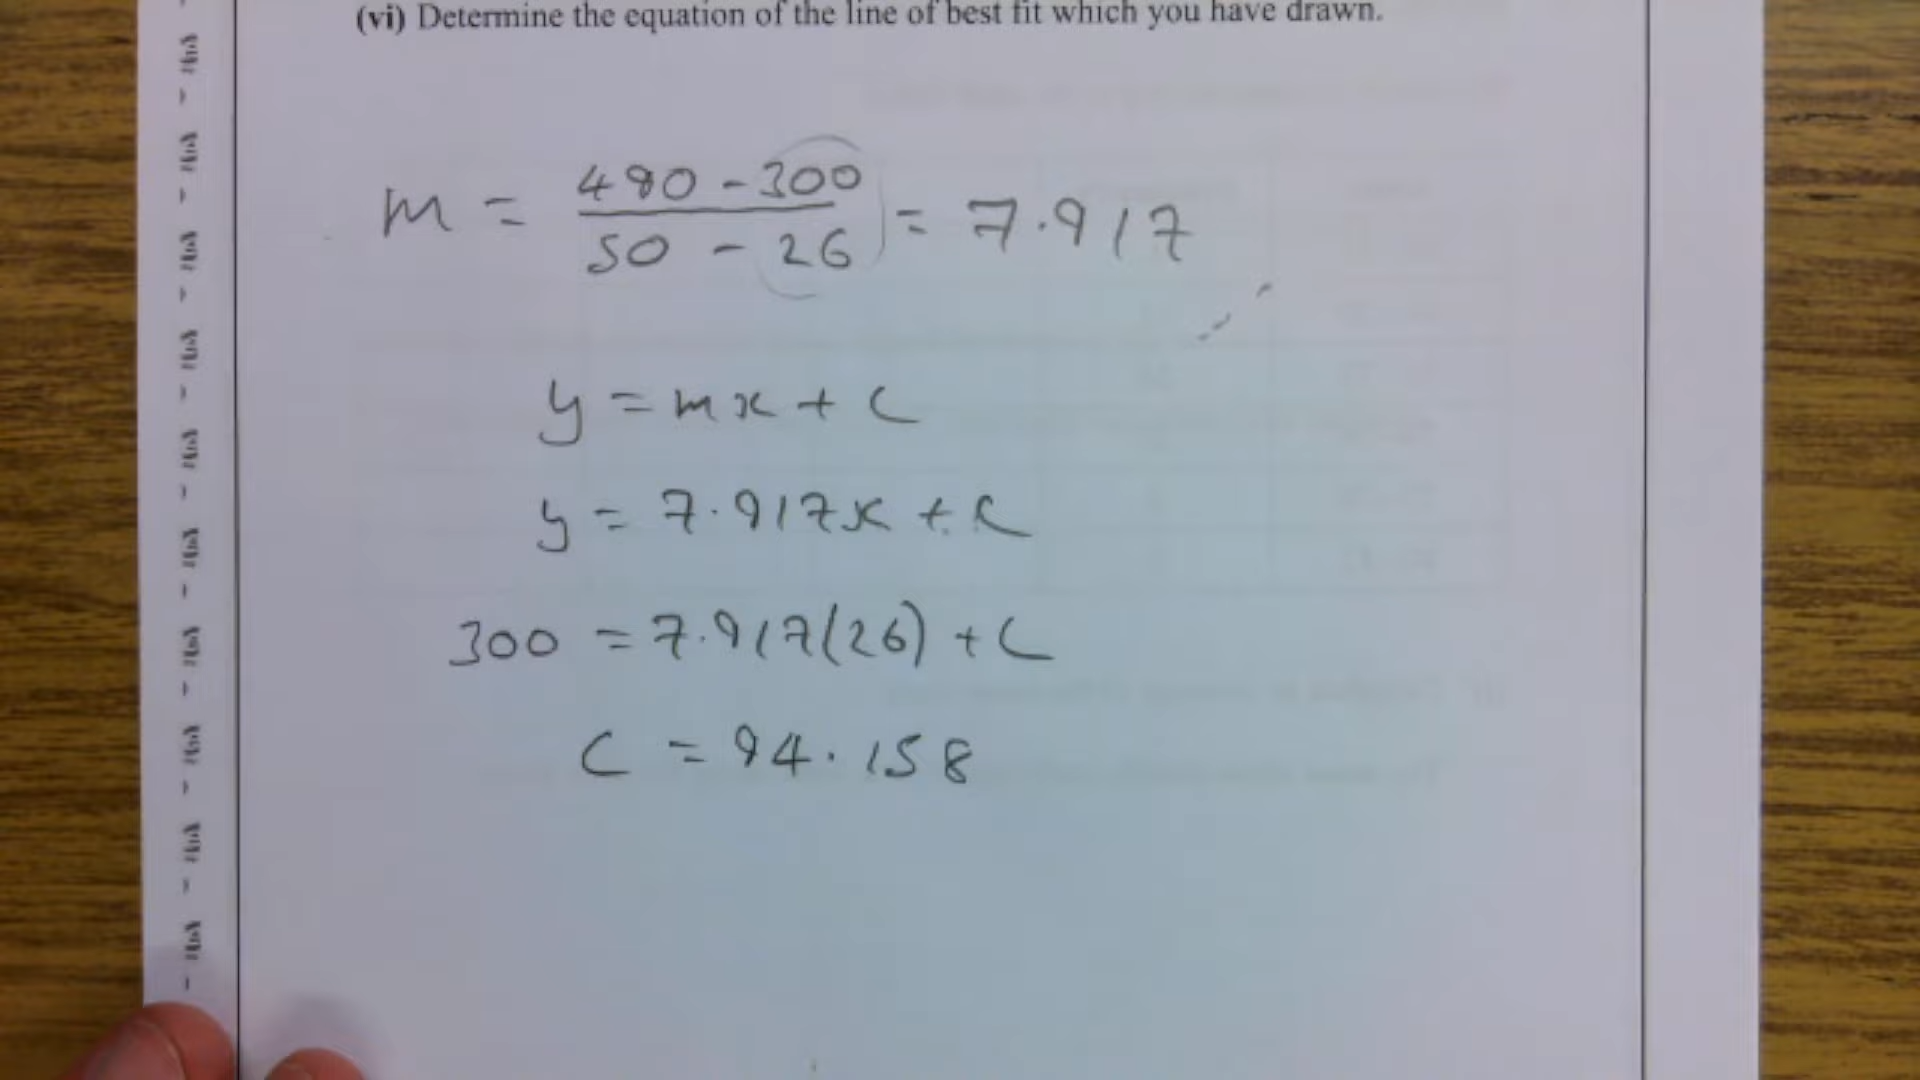 (vi) Determine the equation of the line of best fit which you have drawn.
m = 490 - 300 / 50 - 26 = 7.917
y = mx + c
y = 7.917x + c
300 = 7.917(26) + C
C = 94.158